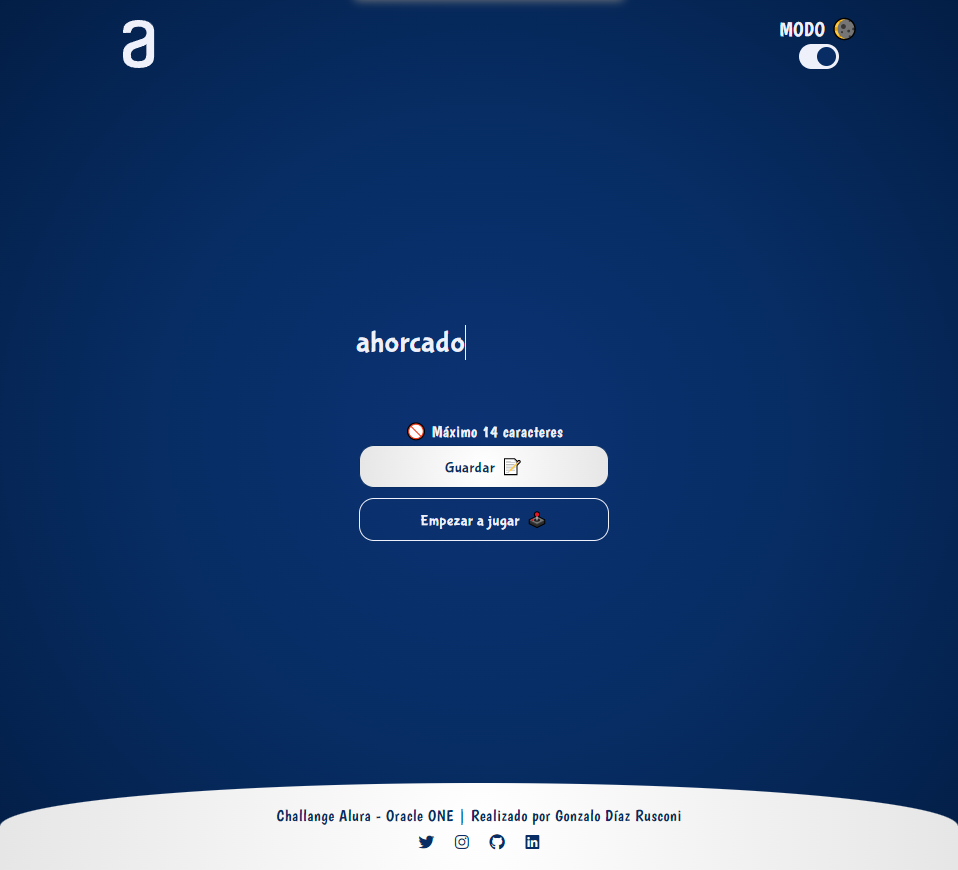 a
MODO
ahorcado
Máximo 14 caracteres
Guardar
Empezar a jugar
Challange Alura - Oracle ONE | Realizado por Gonzalo Díaz Rusconi